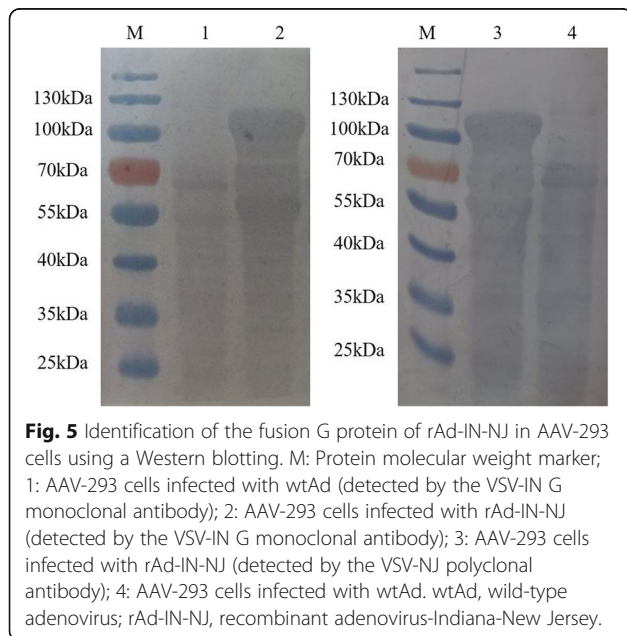 M 1 2
130kDa
100kDa
70kDa
55kDa
40kDa
35kDa
25kDa
M 3 4
130kDa
100kDa
70kDa
55kDa
40kDa
35kDa
25kDa
Fig. 5 Identification of the fusion G protein of rAd-IN-NJ in AAV-293
cells using a Western blotting. M: Protein molecular weight marker;
1: AAV-293 cells infected with wtAd (detected by the VSV-IN G
monoclonal antibody); 2: AAV-293 cells infected with rAd-IN-NJ
(detected by the VSV-IN G monoclonal antibody); 3: AAV-293 cells
infected with rAd-IN-NJ (detected by the VSV-NJ polyclonal
antibody); 4: AAV-293 cells infected with wtAd. wtAd, wild-type
adenovirus; rAd-IN-NJ, recombinant adenovirus-Indiana-New Jersey.